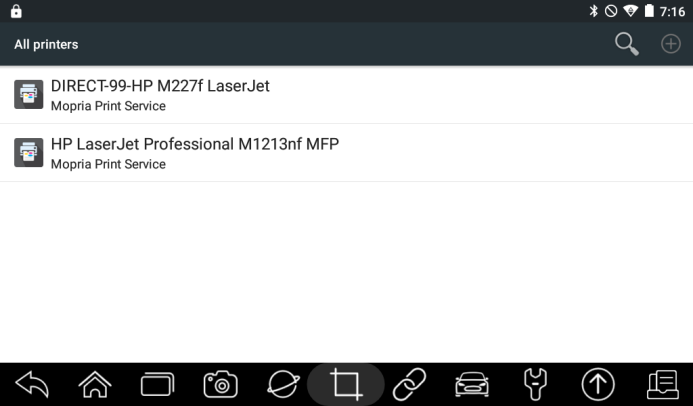 7:16
All printers
DIRECT-99-HP M227f LaserJet
Mopria Print Service
HP LaserJet Professional M1213nf MFP
Mopria Print Service